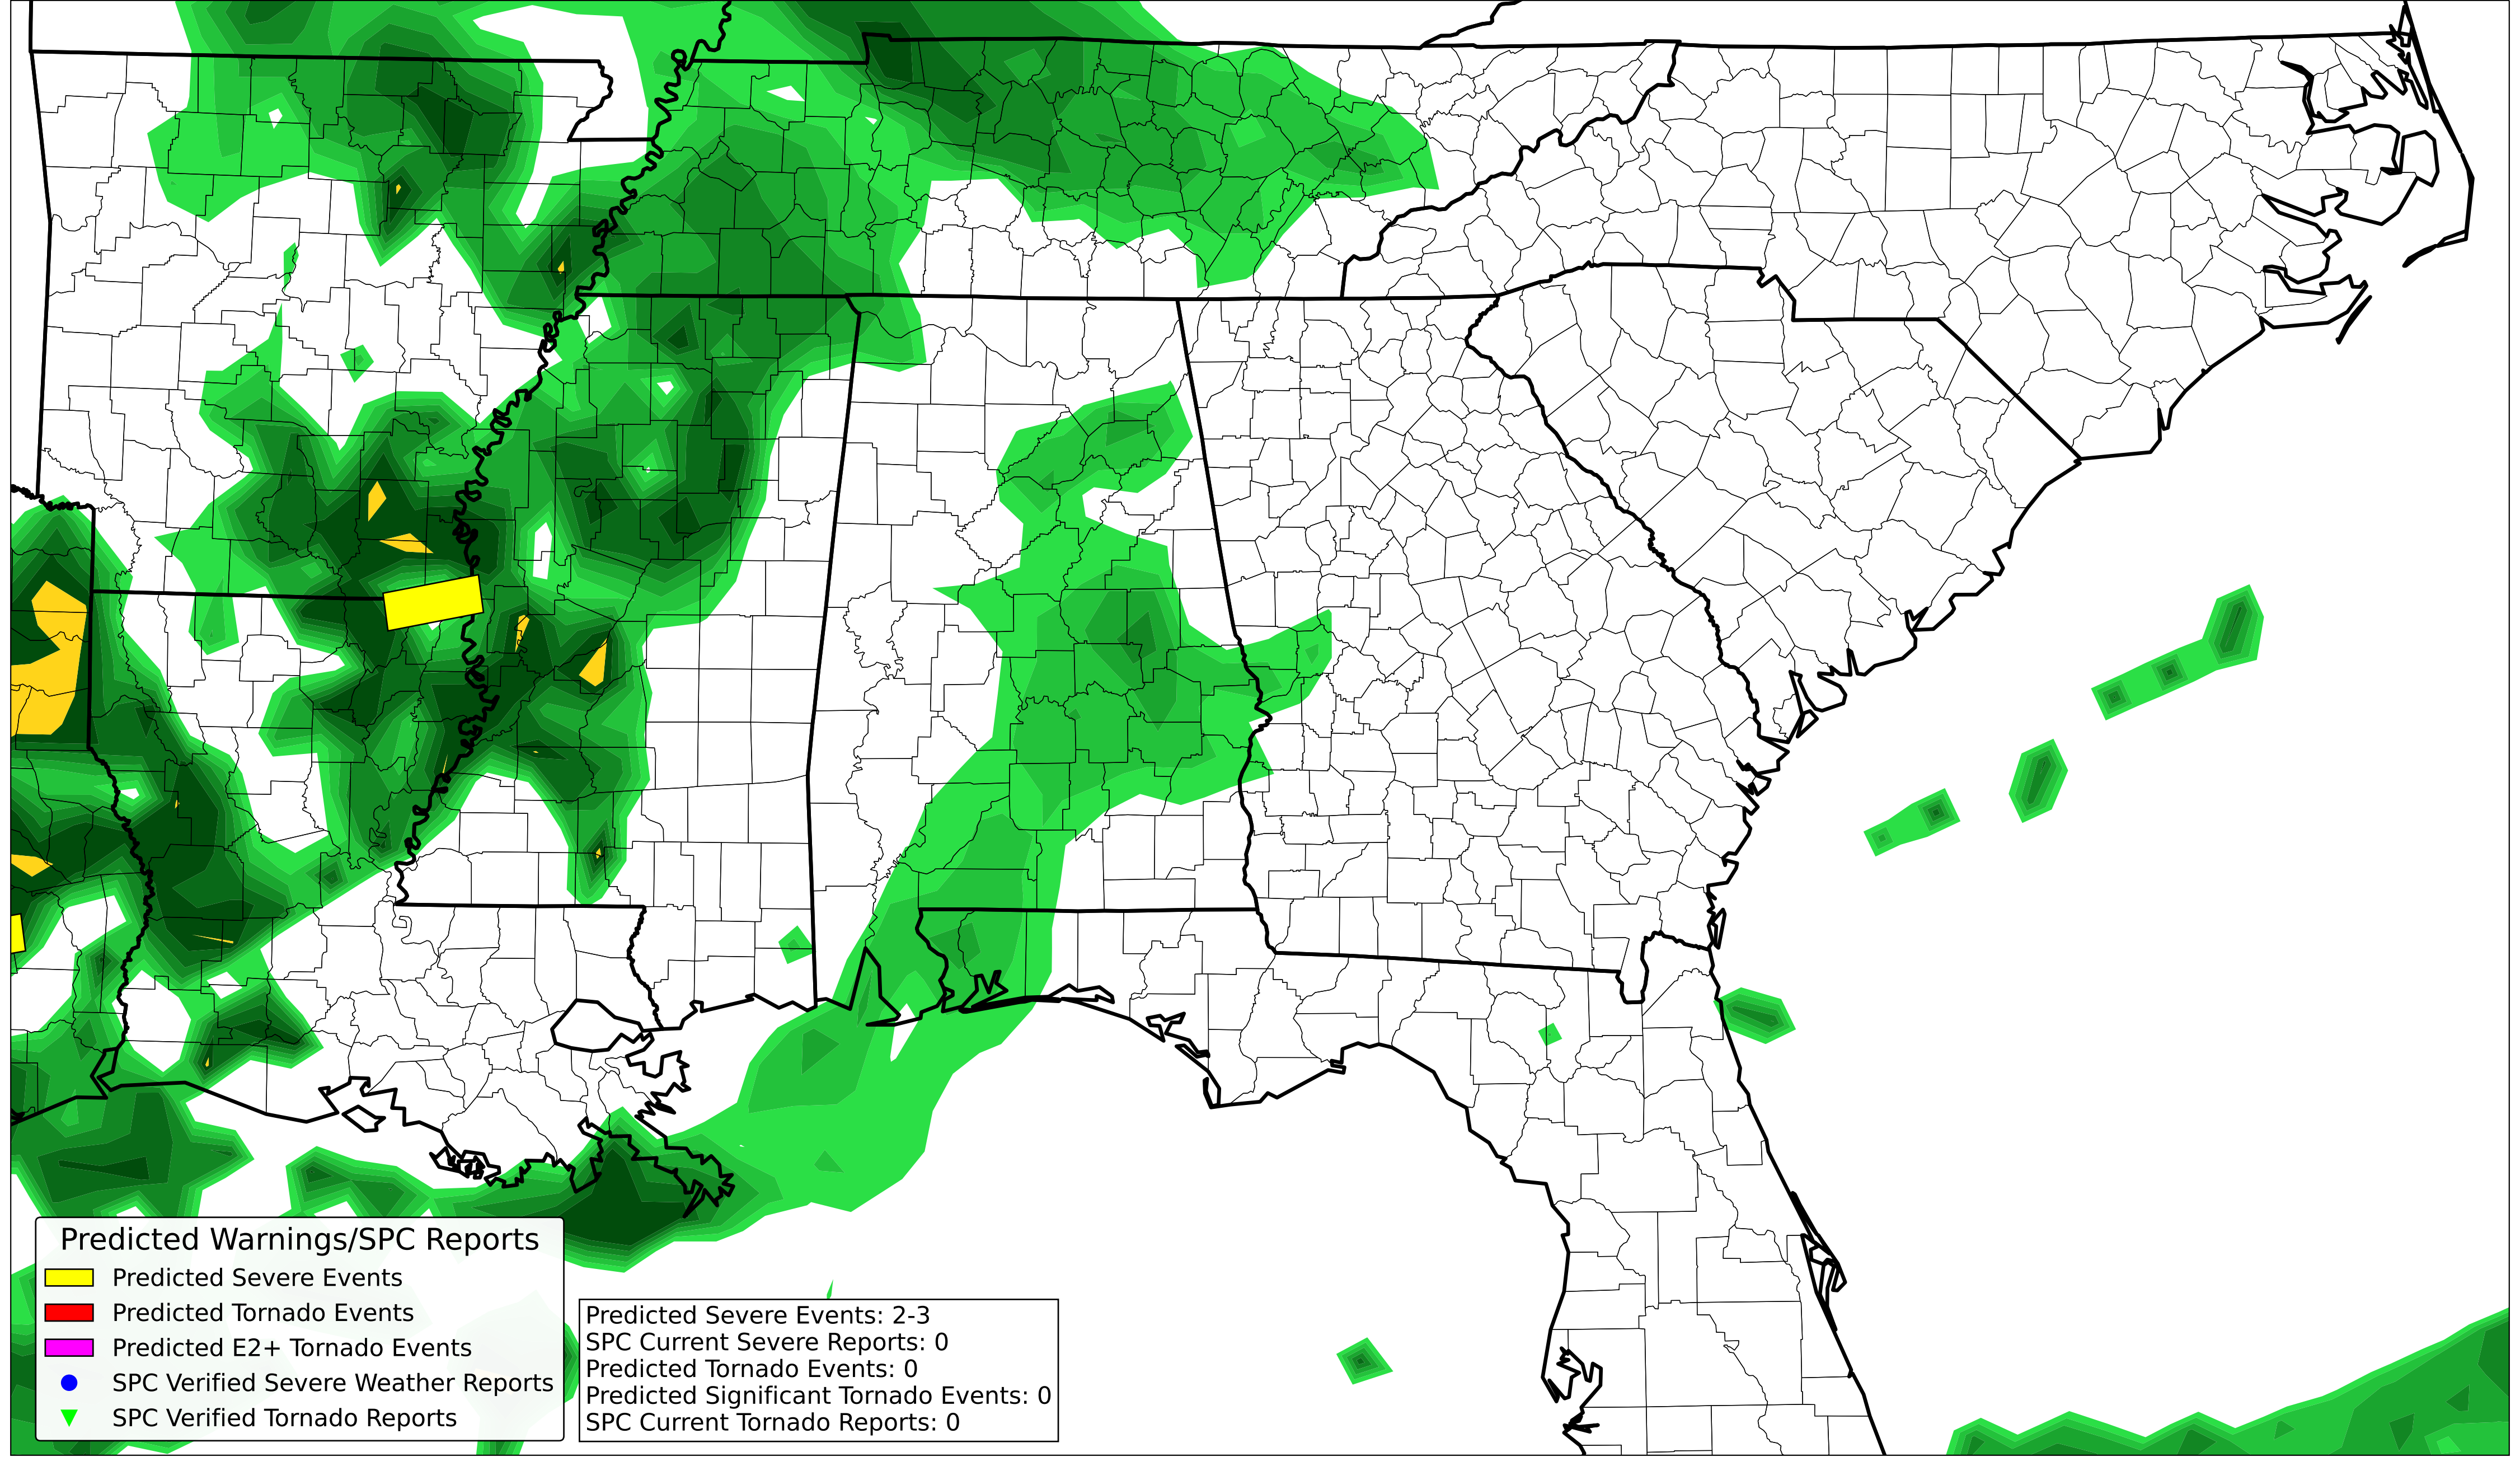 Predicted Warnings/SPC Reports
Predicted Severe Events
Predicted Tornado Events
Predicted E2+ Tornado Events
SPC Verified Severe Weather Reports
SPC Verified Tornado Reports
Predicted Severe Events: 2-3
SPC Current Severe Reports: 0
Predicted Tornado Events: 0
Predicted Significant Tornado Events: 0
SPC Current Tornado Reports: 0